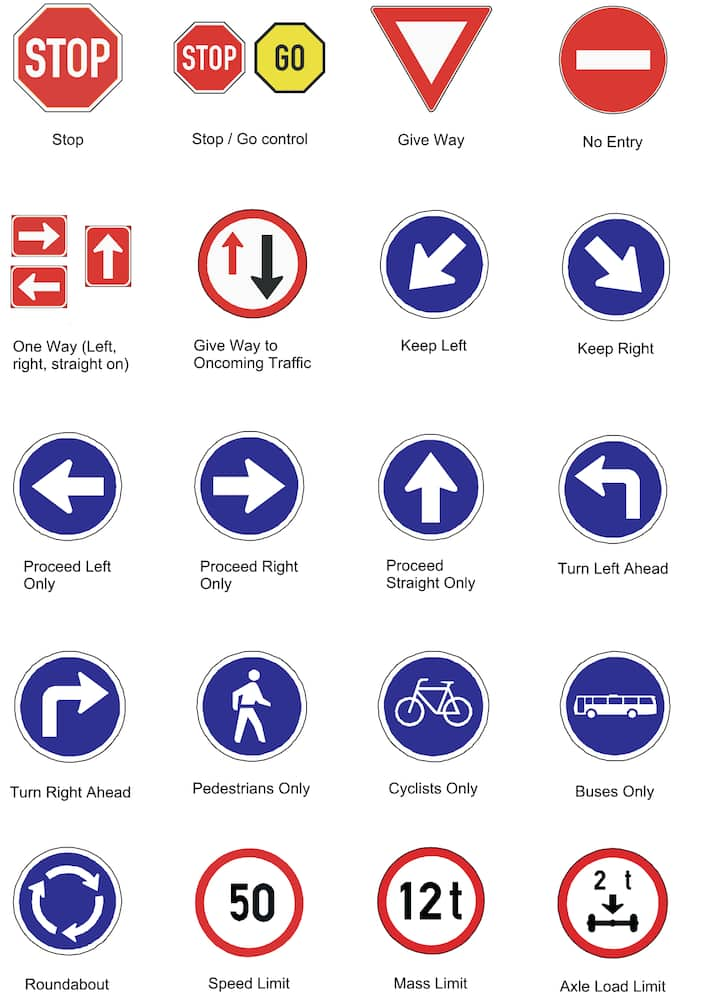 STOP
STOP
GO
Stop
Stop / Go control
Give Way
No Entry
One Way (Left,
right, straight on)
Give Way to
Oncoming Traffic
Keep Left
Keep Right
Proceed Left
Only
Proceed Right
Only
Proceed
Straight Only
Turn Left Ahead
Turn Right Ahead
Pedestrians Only
Cyclists Only
Buses Only
50
12t
2 t
Roundabout
Speed Limit
Mass Limit
Axle Load Limit